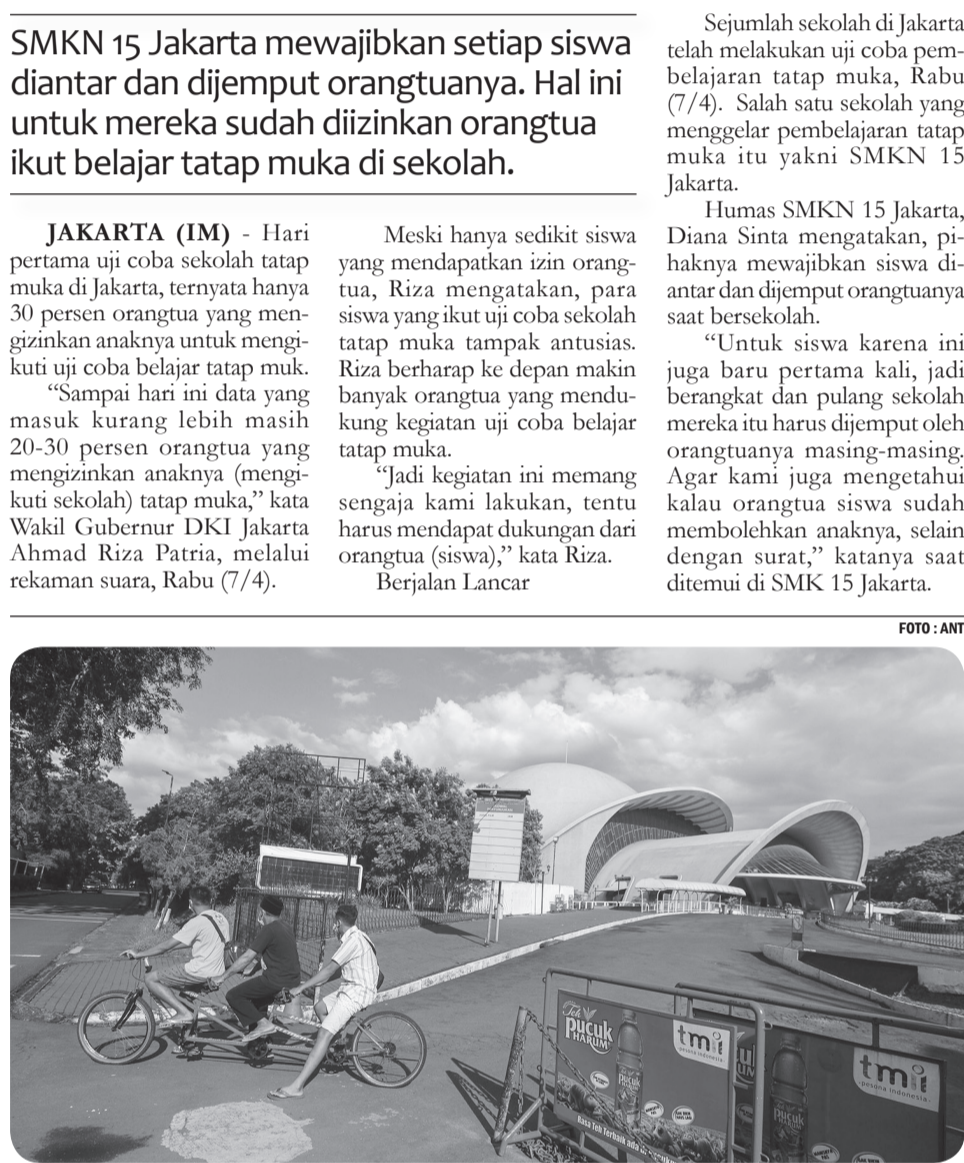 SMKN 15 Jakarta mewajibkan setiap siswa
diantar dan dijemput orangtuanya. Hal ini
untuk mereka sudah diizinkan orangtua
ikut belajar tatap muka di sekolah.
JAKARTA (IM) - Hari
pertama uji coba sekolah tatap
muka di Jakarta, ternyata hanya
30 persen orangtua yang men-
gizinkan anaknya untuk mengi-
kuti uji coba belajar tatap muk.
“Sampai hari ini data yang
masuk kurang lebih masih
20-30 persen orangtua yang
mengizinkan anaknya (mengi-
kuti sekolah) tatap muka,” kata
Wakil Gubernur DKI Jakarta
Ahmad Riza Patria, melalui
rekaman suara, Rabu (7/4).
Meski hanya sedikit siswa
yang mendapatkan izin orang-
tua, Riza mengatakan, para
siswa yang ikut uji coba sekolah
tatap muka tampak antusias.
Riza berharap ke depan makin
banyak orangtua yang mendu-
kung kegiatan uji coba belajar
tatap muka.
“Jadi kegiatan ini memang
sengaja kami lakukan, tentu
harus mendapat dukungan dari
orangtua (siswa),” kata Riza.
Berjalan Lancar
Sejumlah sekolah di Jakarta
telah melakukan uji coba pem-
belajaran tatap muka, Rabu
(7/4). Salah satu sekolah yang
menggelar pembelajaran tatap
muka itu yakni SMKN 15
Jakarta.
Humas SMKN 15 Jakarta,
Diana Sinta mengatakan, pi-
haknya mewajibkan siswa di-
antar dan dijemput orangtuanya
saat bersekolah.
“Untuk siswa karena ini
juga baru pertama kali, jadi
berangkat dan pulang sekolah
mereka itu harus dijemput oleh
orangtuanya masing-masing.
Agar kami juga mengetahui
kalau orangtua siswa sudah
membolehkan anaknya, selain
dengan surat,” katanya saat
ditemui di SMK 15 Jakarta.
FOTO : ANT
Teh
PUCUK
HARUM
tmii
pesona indonesia
Rasa Teh Terbaik ada di
tmii
pesona indonesia
pucuk